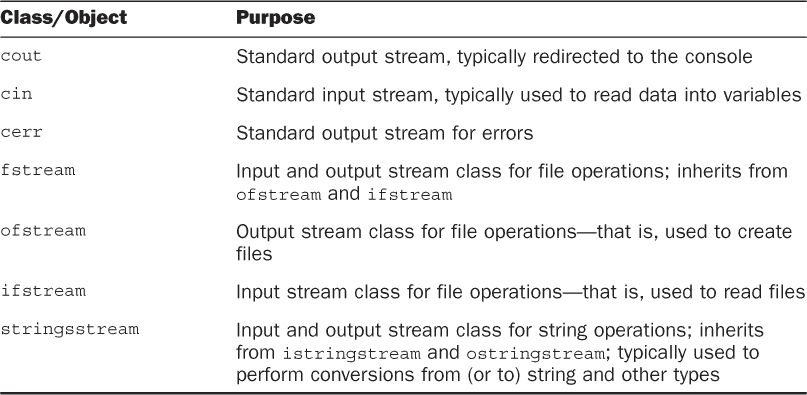 Class/Object Purpose
cout Standard output stream, typically redirected to the console
cin Standard input stream, typically used to read data into variables
cerr Standard output stream for errors
fstream Input and output stream class for file operations; inherits from
ofstream and ifstream
ofstream Output stream class for file operations—that is, used to create
files
ifstream Input stream class for file operations—that is, used to read files
stringsstream Input and output stream class for string operations; inherits
from istringstream and ostringstream; typically used to
perform conversions from (or to) string and other types